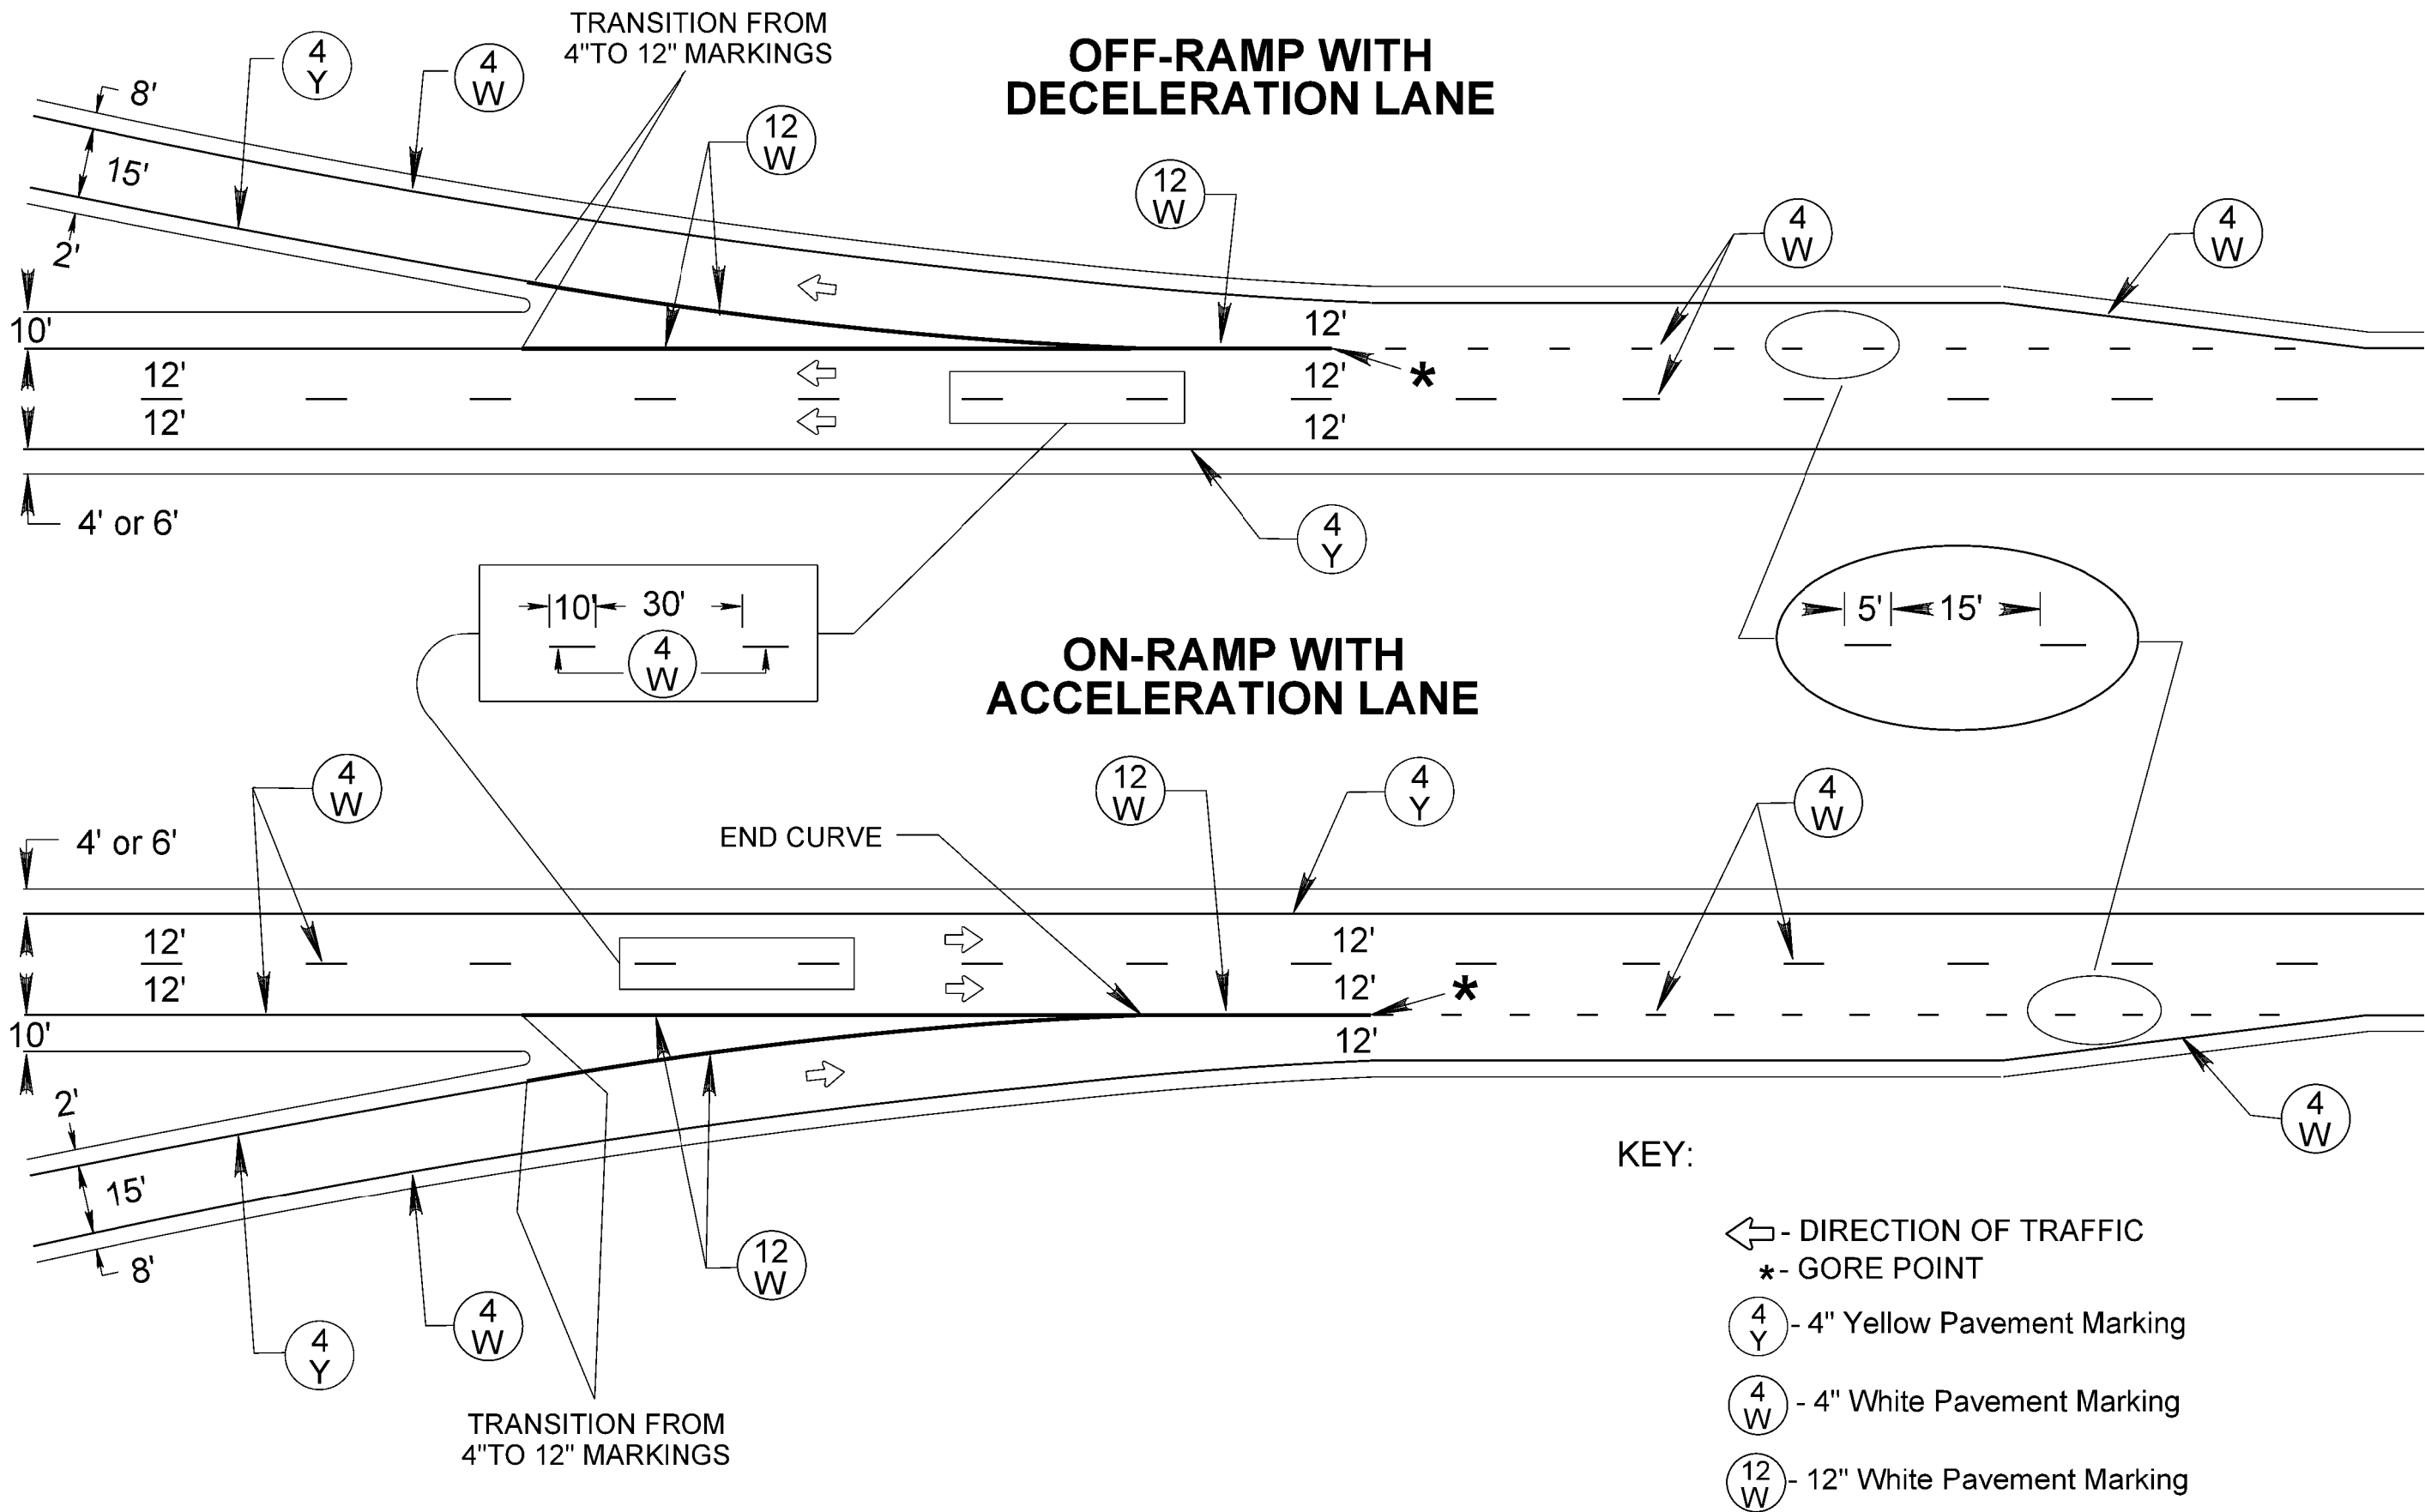 TRANSITION FROM
4"TO 12" MARKINGS
OFF-RAMP WITH
DECELERATION LANE
4
Y
4
W
8'
12
W
12
W
15'
4
W
4
W
2'
10'
12'
12'
12'
*
12'
12'
12'
4' or 6'
4
Y
10'
30'
4
W
5'
15'
ON-RAMP WITH
ACCELERATION LANE
4
W
12
W
4
Y
4
W
4' or 6'
END CURVE
12'
12'
12'
12'
*
10'
12'
2'
4
W
KEY:
15'
8'
12
W
4
W
4
Y
TRANSITION FROM
4"TO 12" MARKINGS
- DIRECTION OF TRAFFIC
*- GORE POINT
4
Y
- 4" Yellow Pavement Marking
4
W
- 4" White Pavement Marking
12
W
- 12" White Pavement Marking